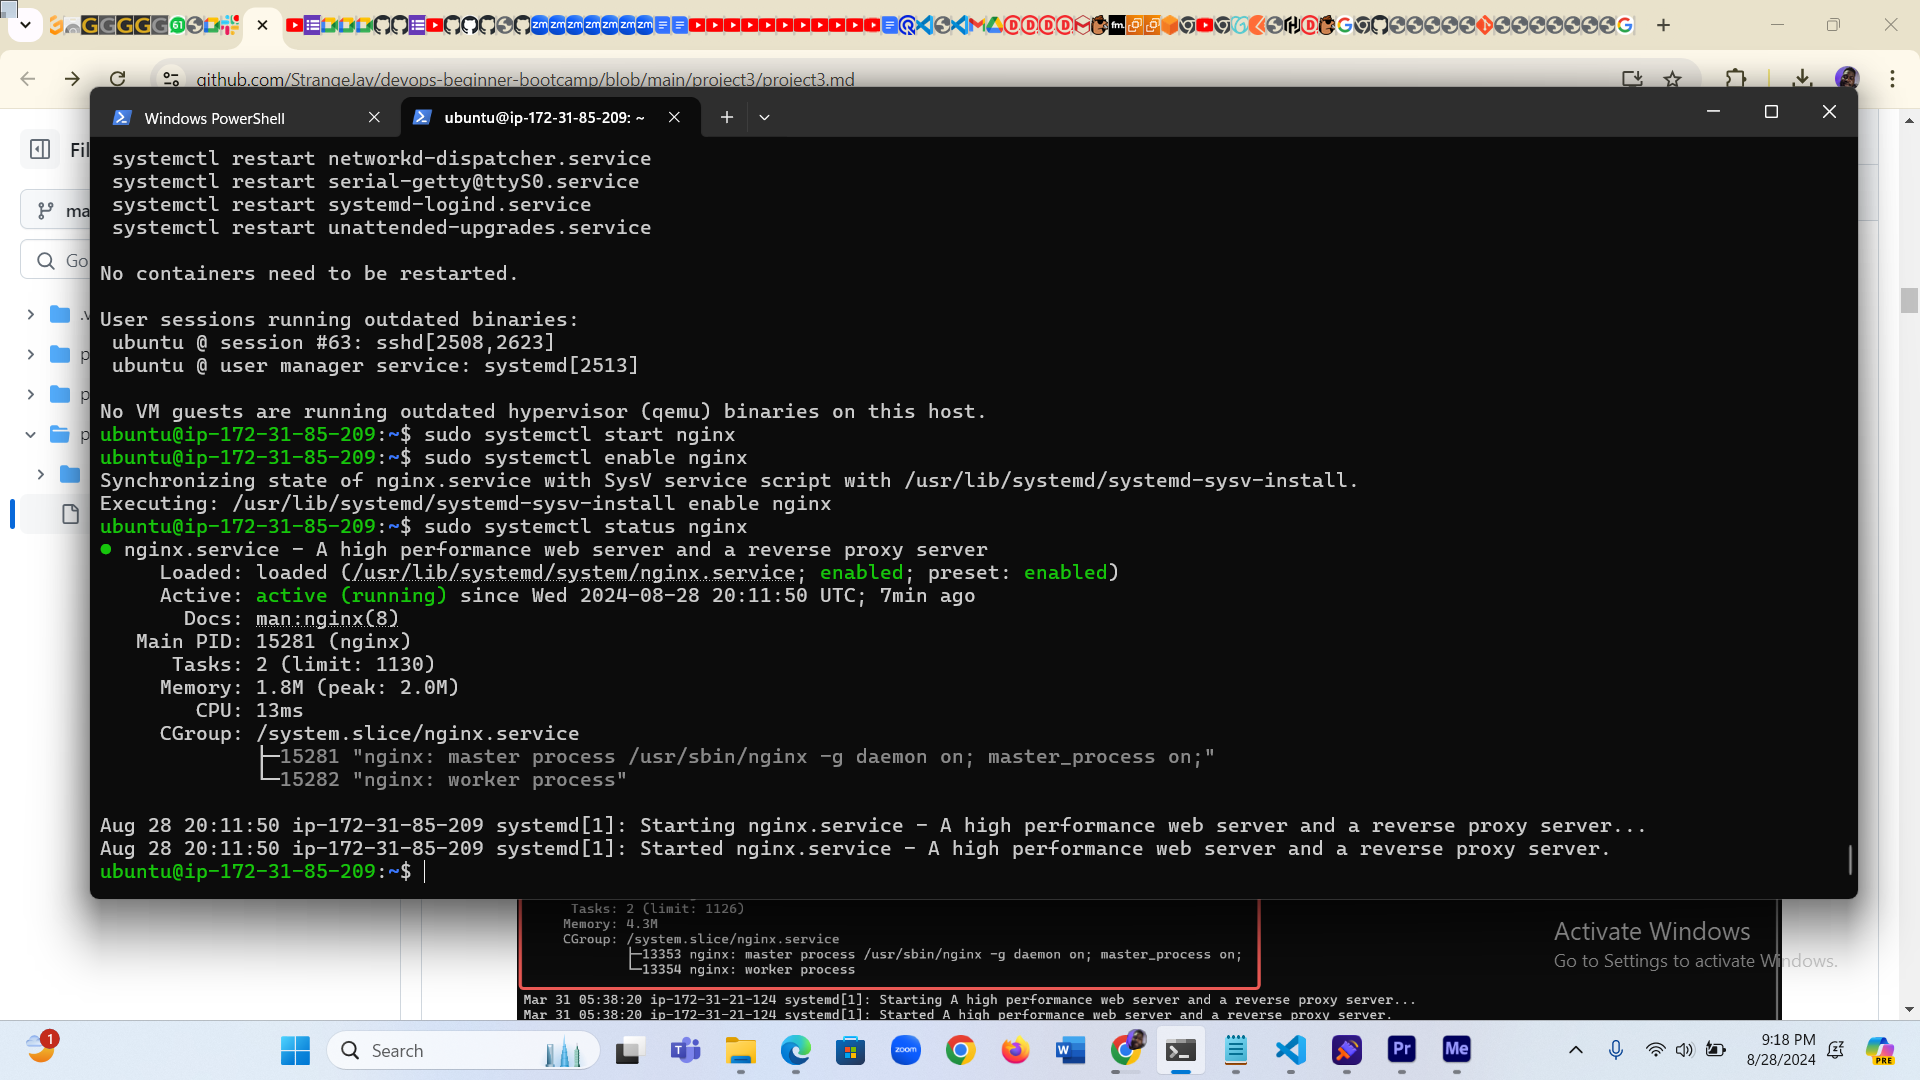 github.com/StrangeJay/devops-beginner-bootcamp/blob/main/project3/project3.md
Windows PowerShell
ubuntu@ip-172-31-85-209: ~
systemctl restart networkd-dispatcher.service
systemctl restart serial-getty@ttyS0.service
systemctl restart systemd-logind.service
systemctl restart unattended-upgrades.service
No containers need to be restarted.
User sessions running outdated binaries:
ubuntu @ session #63: sshd[2508,2623]
ubuntu @ user manager service: systemd[2513]
No VM guests are running outdated hypervisor (qemu) binaries on this host.
ubuntu@ip-172-31-85-209:~$ sudo systemctl start nginx
ubuntu@ip-172-31-85-209:~$ sudo systemctl enable nginx
Synchronizing state of nginx.service with SysV service script with /usr/lib/systemd/systemd-sysv-install.
Executing: /usr/lib/systemd/systemd-sysv-install enable nginx
ubuntu@ip-172-31-85-209:~$ sudo systemctl status nginx
● nginx.service - A high performance web server and a reverse proxy server
Loaded: loaded (/usr/lib/systemd/system/nginx.service; enabled; preset: enabled)
Active: active (running) since Wed 2024-08-28 20:11:50 UTC; 7min ago
Docs: man:nginx(8)
Main PID: 15281 (nginx)
Tasks: 2 (limit: 1130)
Memory: 1.8M (peak: 2.0M)
CPU: 13ms
CGroup: /system.slice/nginx.service
├─15281 "nginx: master process /usr/sbin/nginx -g daemon on; master_process on;"
└─15282 "nginx: worker process"
Aug 28 20:11:50 ip-172-31-85-209 systemd[1]: Starting nginx.service - A high performance web server and a reverse proxy server...
Aug 28 20:11:50 ip-172-31-85-209 systemd[1]: Started nginx.service - A high performance web server and a reverse proxy server.
ubuntu@ip-172-31-85-209:~$
Fil
ma
Go
Tasks: 2 (limit: 1126)
Memory: 4.3M
CGroup: /system.slice/nginx.service
├─13353 nginx: master process /usr/sbin/nginx -g daemon on; master_process on;
└─13354 nginx: worker process
Mar 31 05:38:20 ip-172-31-21-124 systemd[1]: Starting A high performance web server and a reverse proxy server...
Mar 31 05:38:20 ip-172-31-21-124 systemd[1]: Started A high performance web server and a reverse proxy server.
Activate Windows
Go to Settings to activate Windows.
1
Search
zoom
Pr
Me
9:18 PM
8/28/2024
PRE